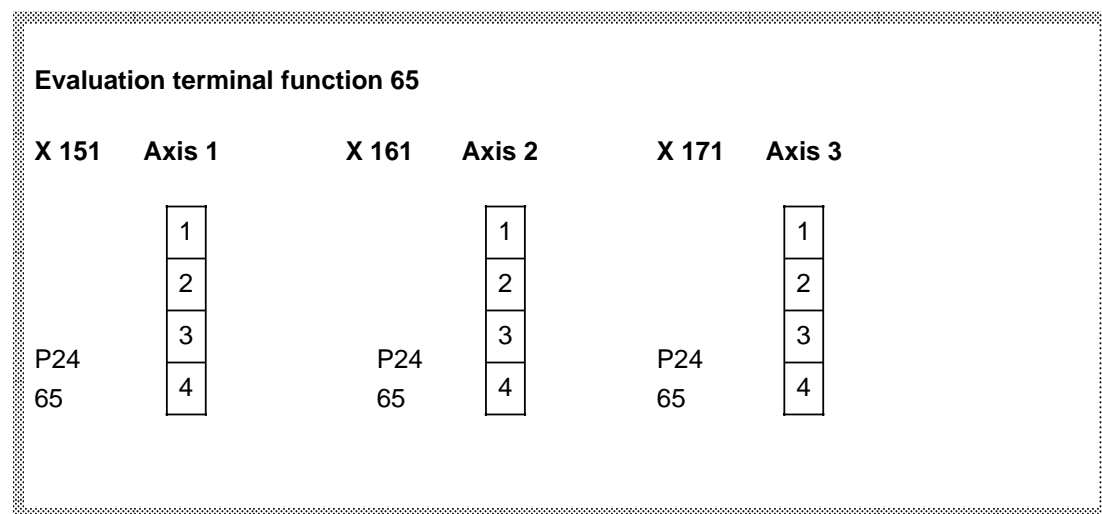 Evaluation terminal function 65
X 151 Axis 1 X 161 Axis 2 X 171 Axis 3
1 1 1
2 2 2
3 3 3
P24 P24 P24
65 4 65 4 65 4